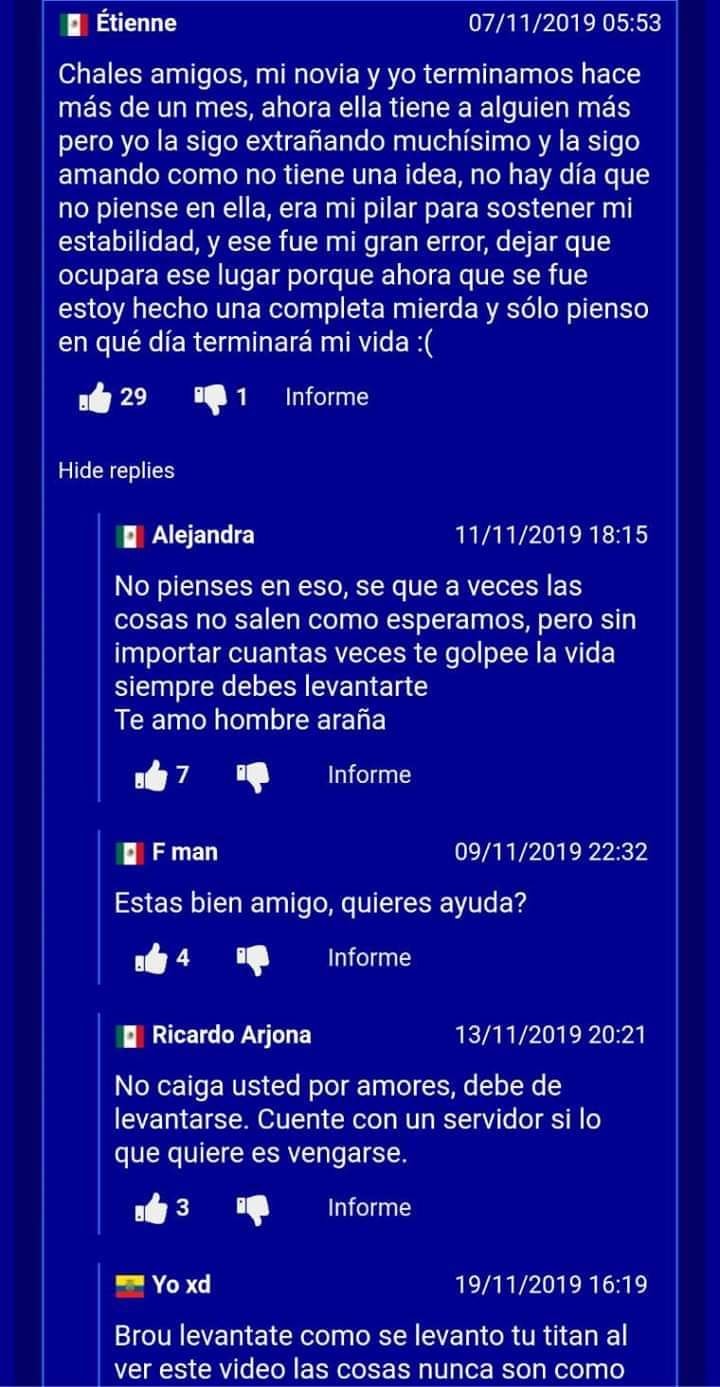 Étienne 07/11/2019 05:53
Chales amigos, mi novia y yo terminamos hace
más de un mes, ahora ella tiene a alguien más
pero yo la sigo extrañando muchísimo y la sigo
amando como no tiene una idea, no hay día que
no piense en ella, era mi pilar para sostener mi
estabilidad, y ese fue mi gran error, dejar que
ocupara ese lugar porque ahora que se fue
estoy hecho una completa mierda y sólo pienso
en qué día terminará mi vida :(
29 1 Informe
Hide replies
Alejandra 11/11/2019 18:15
No pienses en eso, se que a veces las
cosas no salen como esperamos, pero sin
importar cuantas veces te golpee la vida
siempre debes levantarte
Te amo hombre araña
7 Informe
F man 09/11/2019 22:32
Estas bien amigo, quieres ayuda?
4 Informe
Ricardo Arjona 13/11/2019 20:21
No caiga usted por amores, debe de
levantarse. Cuente con un servidor si lo
que quiere es vengarse.
3 Informe
Yo xd 19/11/2019 16:19
Brou levantate como se levanto tu titan al
ver este video las cosas nunca son como